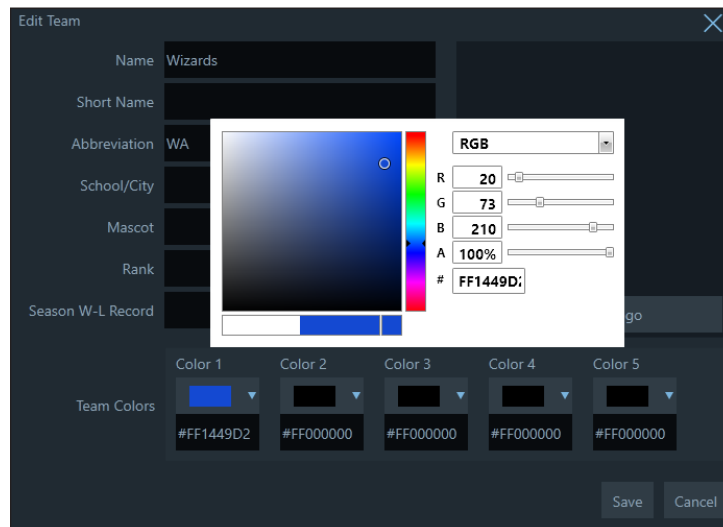 Edit Team
Name Wizards
Short Name
Abbreviation WA
School/City
Mascot
Rank
Season W-L Record
RGB
R 20
G 73
B 210
A 100%
# FF1449D2
go
Color 1 Color 2 Color 3 Color 4 Color 5
Team Colors
#FF1449D2 #FF000000 #FF000000 #FF000000 #FF000000
Save Cancel